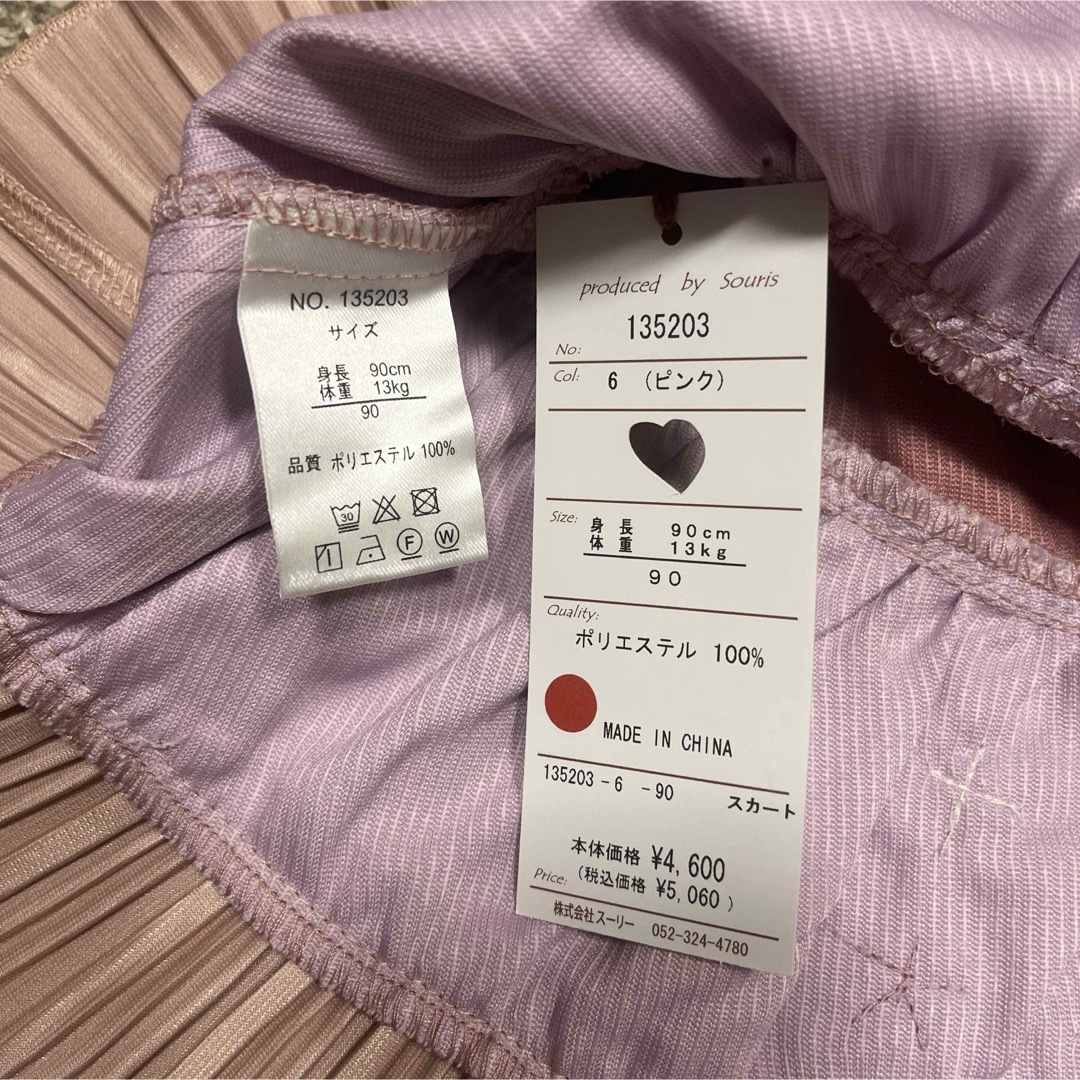 NO. 135203
サイズ
身長 90cm
体重 13kg
90
品質 ポリエステル 100%
30
F W
produced by Souris
No: 135203
Col: 6 (ピンク)
Size: 身長 90cm
体重 13kg
90
Quality:
ポリエステル 100%
MADE IN CHINA
135203 - 6 - 90 スカート
本体価格 ¥4,600
Price: (税込価格 ¥5,060 )
株式会社スーリー 052-324-4780